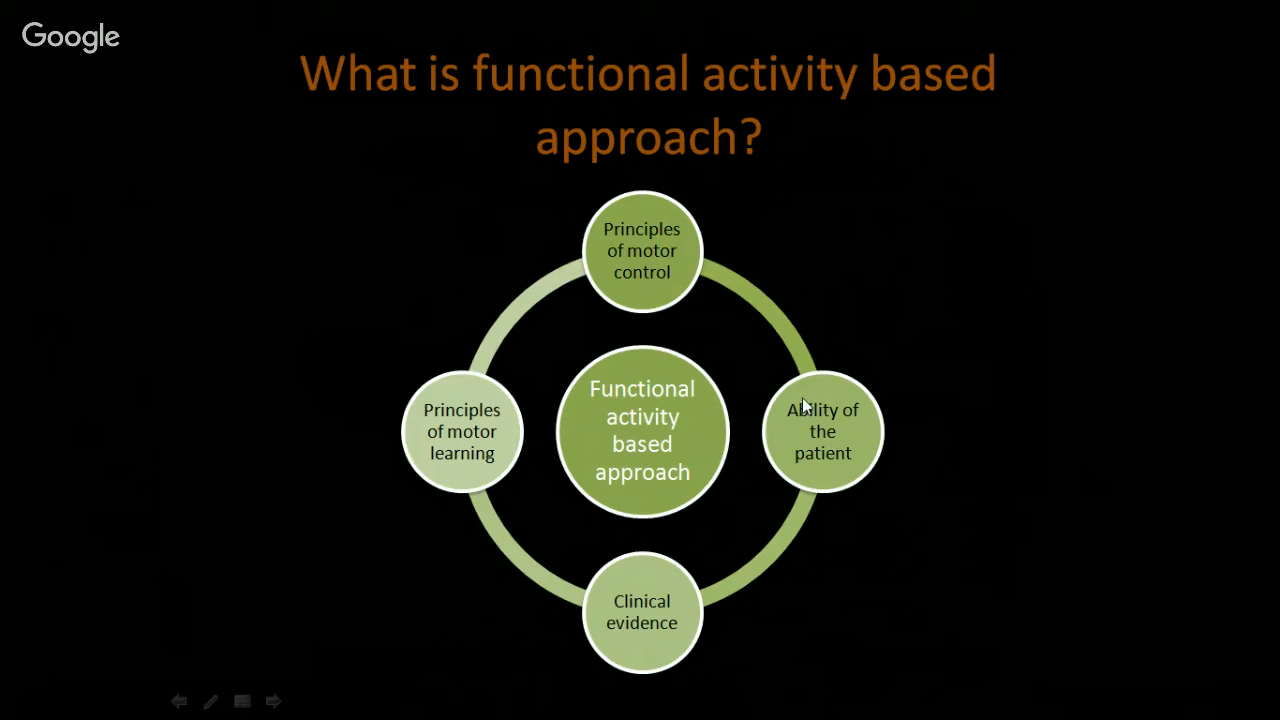 Google
What is functional activity based
approach?
Principles
of motor
control
Principles
of motor
learning
Functional
activity
based
approach
Ability of
the
patient
Clinical
evidence